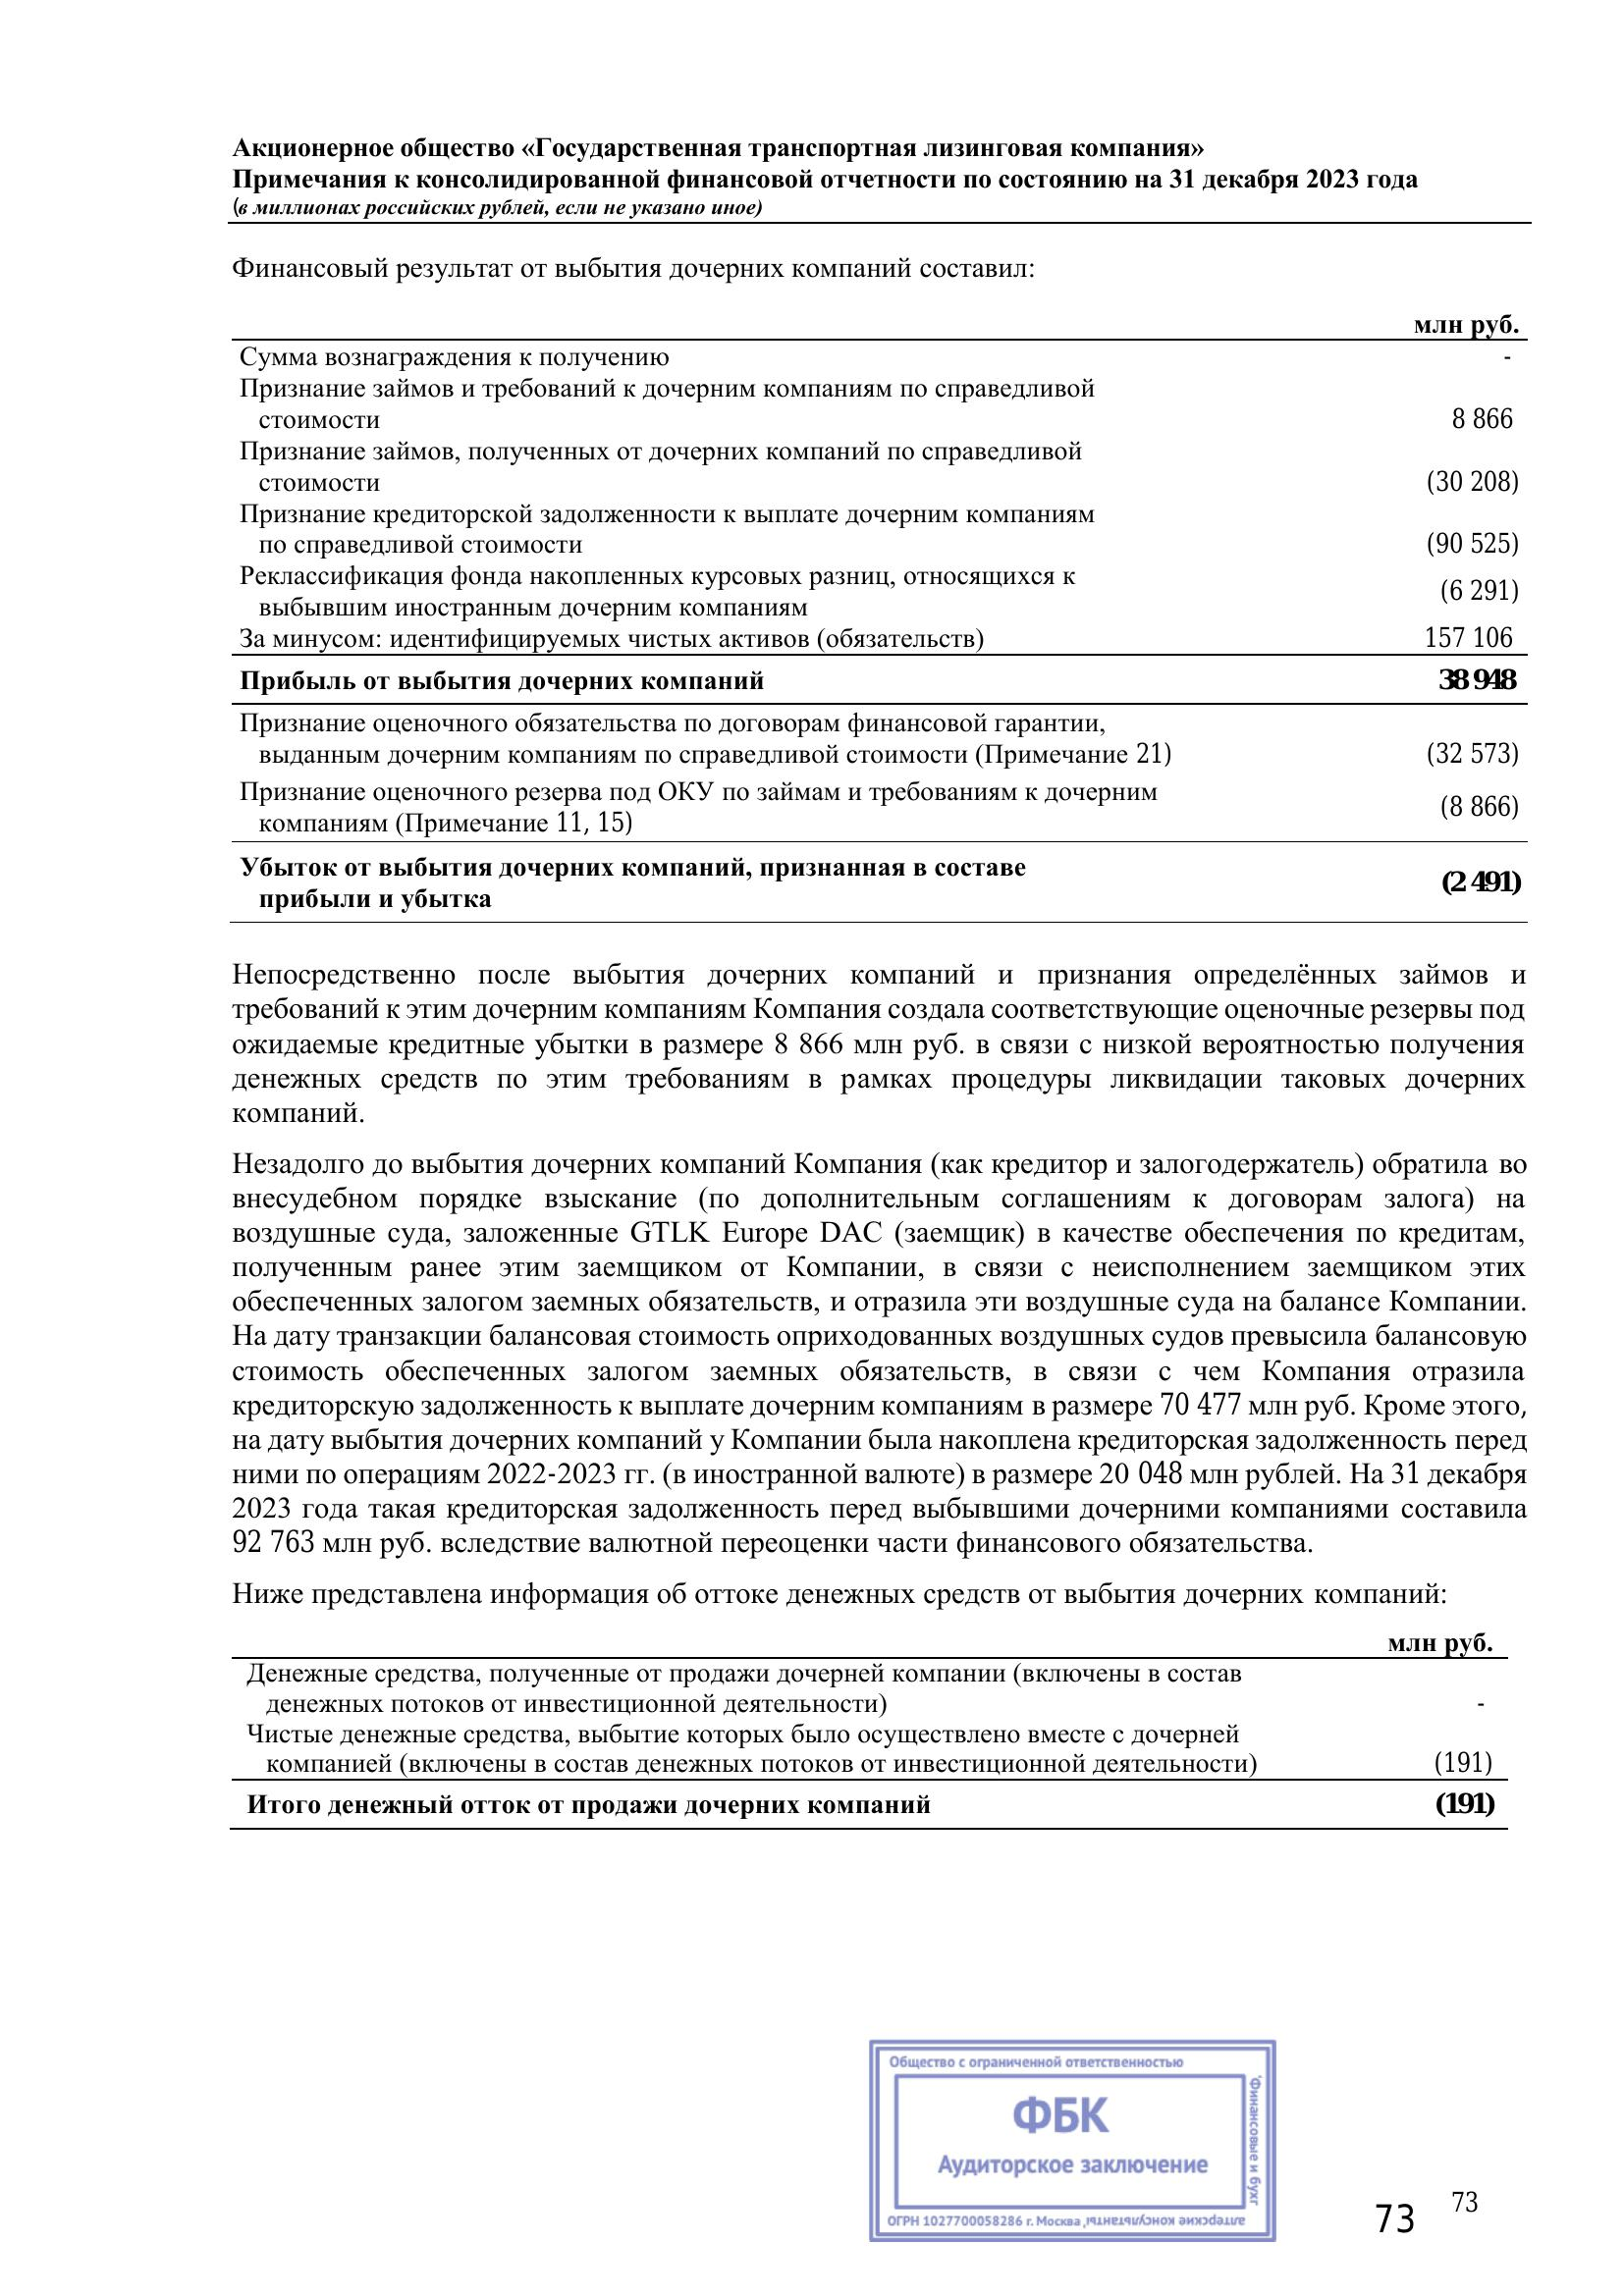 Акционерное общество «Государственная транспортная лизинговая компания»
Примечания к консолидированной финансовой отчетности по состоянию на 31 декабря 2023 года
(в миллионах российских рублей, если не указано иное)
Финансовый результат от выбытия дочерних компаний составил:
млн руб.
Сумма вознаграждения к получению -
Признание займов и требований к дочерним компаниям по справедливой
стоимости 8 866
Признание займов, полученных от дочерних компаний по справедливой
стоимости (30 208)
Признание кредиторской задолженности к выплате дочерним компаниям
по справедливой стоимости (90 525)
Реклассификация фонда накопленных курсовых разниц, относящихся к
выбывшим иностранным дочерним компаниям (6 291)
За минусом: идентифицируемых чистых активов (обязательств) 157 106
Прибыль от выбытия дочерних компаний 38 948
Признание оценочного обязательства по договорам финансовой гарантии,
выданным дочерним компаниям по справедливой стоимости (Примечание 21) (32 573)
Признание оценочного резерва под ОКУ по займам и требованиям к дочерним
компаниям (Примечание 11, 15) (8 866)
Убыток от выбытия дочерних компаний, признанная в составе
прибыли и убытка (2 491)
Непосредственно после выбытия дочерних компаний и признания определённых займов и
требований к этим дочерним компаниям Компания создала соответствующие оценочные резервы под
ожидаемые кредитные убытки в размере 8 866 млн руб. в связи с низкой вероятностью получения
денежных средств по этим требованиям в рамках процедуры ликвидации таковых дочерних
компаний.
Незадолго до выбытия дочерних компаний Компания (как кредитор и залогодержатель) обратила во
внесудебном порядке взыскание (по дополнительным соглашениям к договорам залога) на
воздушные суда, заложенные GTLK Europe DAC (заемщик) в качестве обеспечения по кредитам,
полученным ранее этим заемщиком от Компании, в связи с неисполнением заемщиком этих
обеспеченных залогом заемных обязательств, и отразила эти воздушные суда на балансе Компании.
На дату транзакции балансовая стоимость оприходованных воздушных судов превысила балансовую
стоимость обеспеченных залогом заемных обязательств, в связи с чем Компания отразила
кредиторскую задолженность к выплате дочерним компаниям в размере 70 477 млн руб. Кроме этого,
на дату выбытия дочерних компаний у Компании была накоплена кредиторская задолженность перед
ними по операциям 2022-2023 гг. (в иностранной валюте) в размере 20 048 млн рублей. На 31 декабря
2023 года такая кредиторская задолженность перед выбывшими дочерними компаниями составила
92 763 млн руб. вследствие валютной переоценки части финансового обязательства.
Ниже представлена информация об оттоке денежных средств от выбытия дочерних компаний:
млн руб.
Денежные средства, полученные от продажи дочерней компании (включены в состав
денежных потоков от инвестиционной деятельности) -
Чистые денежные средства, выбытие которых было осуществлено вместе с дочерней
компанией (включены в состав денежных потоков от инвестиционной деятельности) (191)
Итого денежный отток от продажи дочерних компаний (191)
Общество с ограниченной ответственностью
"Финансовые и бухг
алтерские консультанты"
ФБК
Аудиторское заключение
ОГРН 1027700058286 г. Москва
73
73